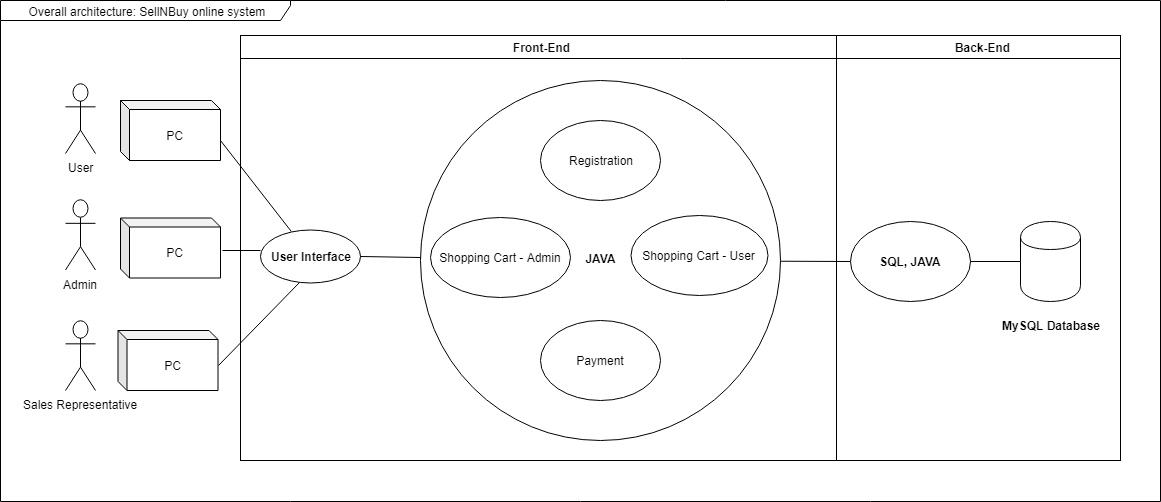 Overall architecture: SellNBuy online system
Front-End
Back-End
PC
User
Registration
PC
Admin
User Interface
Shopping Cart - Admin
JAVA
Shopping Cart - User
SQL, JAVA
MySQL Database
PC
Sales Representative
Payment